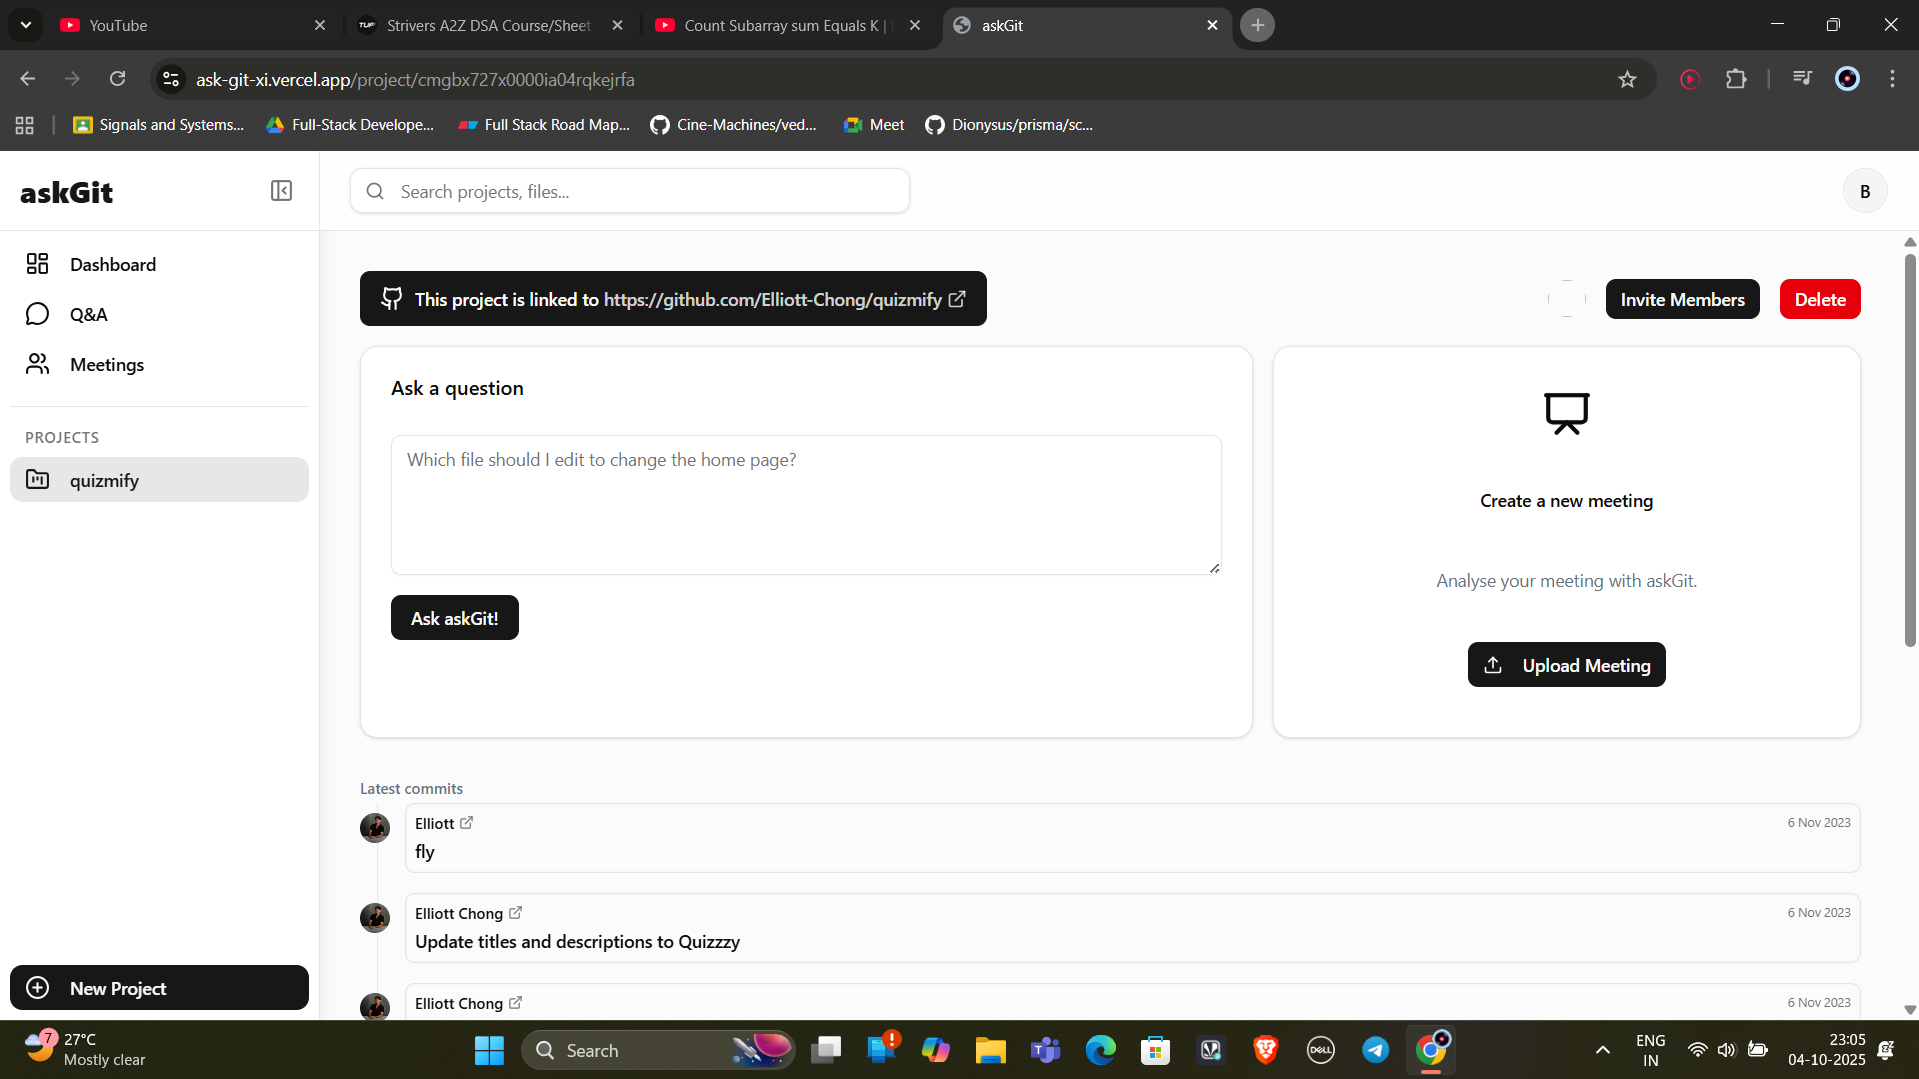 YouTube
Strivers A2Z DSA Course/Sheet
Count Subarray sum Equals K |
askGit
ask-git-xi.vercel.app/project/cmgbx727x0000ia04rqkejrfa
Signals and Systems...
Full-Stack Develope...
Full Stack Road Map...
Cine-Machines/ved...
Meet
Dionysus/prisma/sc...
askGit
Search projects, files...
B
Dashboard
Q&A
Meetings
PROJECTS
quizmify
New Project
This project is linked to https://github.com/Elliott-Chong/quizmify
Invite Members
Delete
Ask a question
Which file should I edit to change the home page?
Ask askGit!
Create a new meeting
Analyse your meeting with askGit.
Upload Meeting
Latest commits
Elliott
6 Nov 2023
fly
Elliott Chong
6 Nov 2023
Update titles and descriptions to Quizzzy
Elliott Chong
6 Nov 2023
7
27°C
Mostly clear
Search
DELL
ENG
IN
23:05
04-10-2025